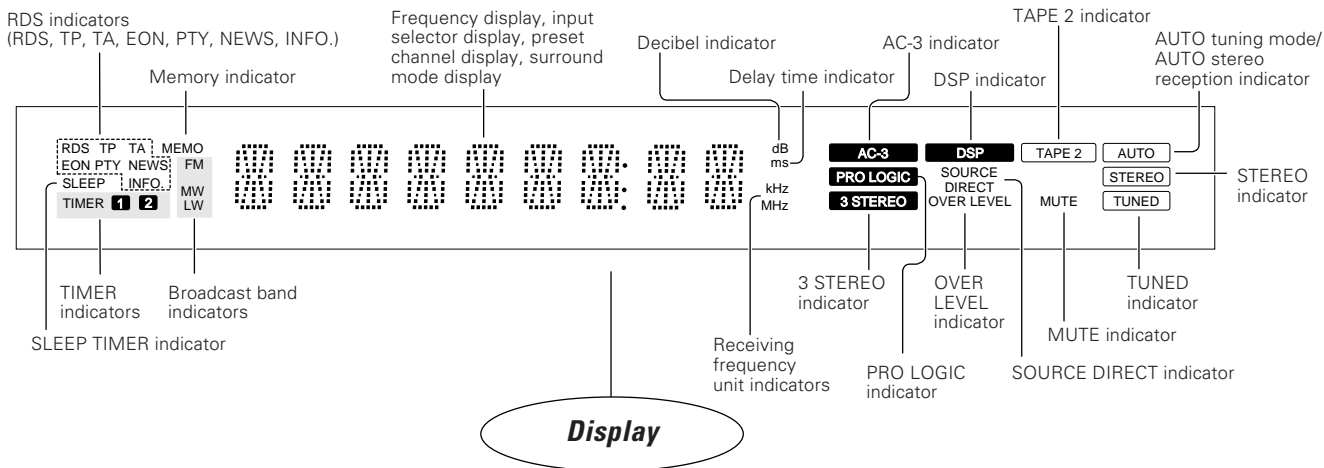 RDS indicators
(RDS, TP, TA, EON, PTY, NEWS, INFO.)
Memory indicator
Frequency display, input
selector display, preset
channel display, surround
mode display
Decibel indicator
Delay time indicator
AC-3 indicator
DSP indicator
TAPE 2 indicator
AUTO tuning mode/
AUTO stereo
reception indicator
RDS TP TA MEMO
EON PTY NEWS FM
SLEEP INFO. MW
TIMER 1 2 LW
dB
ms
kHz
MHz
AC-3
PRO LOGIC
3 STEREO
DSP
SOURCE
DIRECT
OVER LEVEL
TAPE 2
MUTE
AUTO
STEREO
TUNED
STEREO
indicator
TIMER
indicators
Broadcast band
indicators
SLEEP TIMER indicator
3 STEREO
indicator
OVER
LEVEL
indicator
TUNED
indicator
MUTE indicator
Receiving
frequency
unit indicators
PRO LOGIC
indicator
SOURCE DIRECT indicator
Display